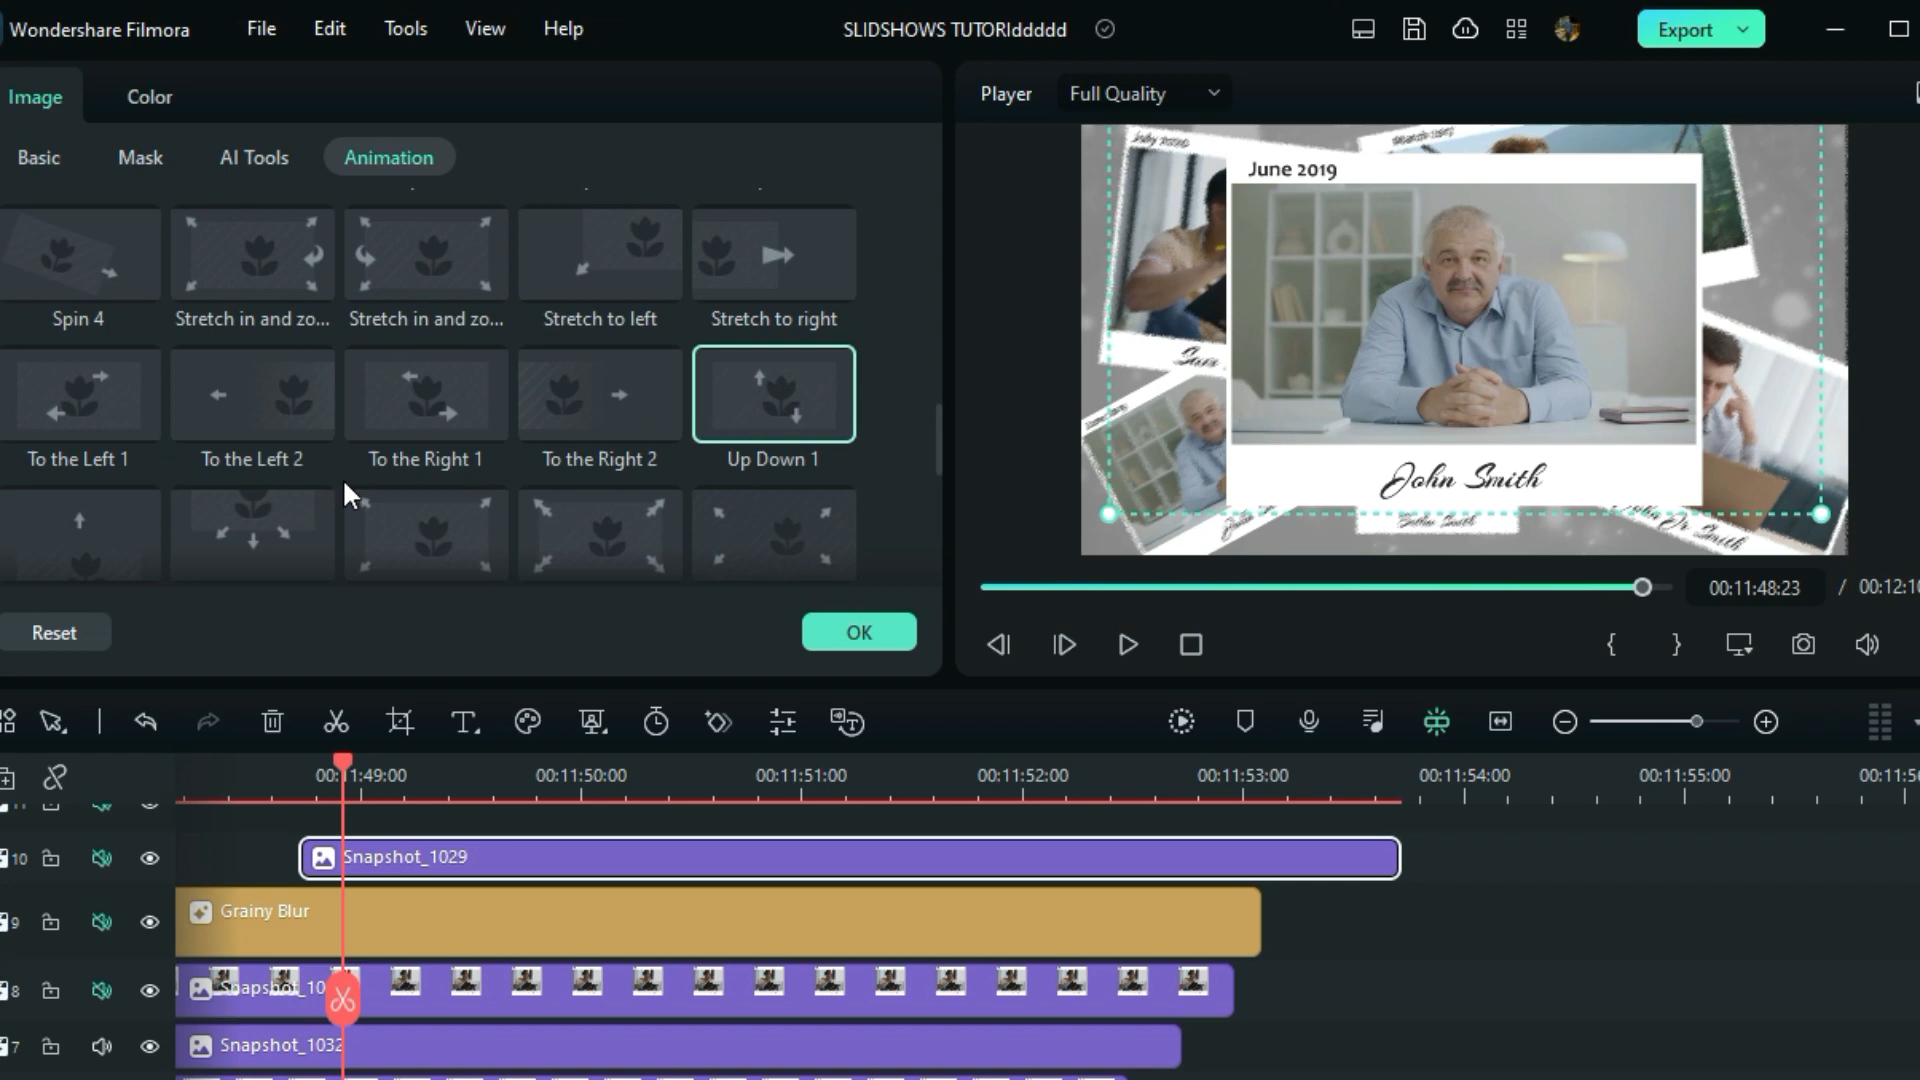 Wondershare Filmora File Edit Tools View Help SLIDSHOWS TUTORIddddd Export
Image Color
Player Full Quality
Basic Mask AI Tools Animation
June 2019
Spin 4 Stretch in and zo... Stretch in and zo... Stretch to left Stretch to right
To the Left 1 To the Left 2 To the Right 1 To the Right 2 Up Down 1
John Smith
00:11:48:23 / 00:12:10
Reset OK
00:11:49:00 00:11:50:00 00:11:51:00 00:11:52:00 00:11:53:00 00:11:54:00 00:11:55:00
10 Snapshot_1029
9 Grainy Blur
8 Snapshot_10
7 Snapshot_1032